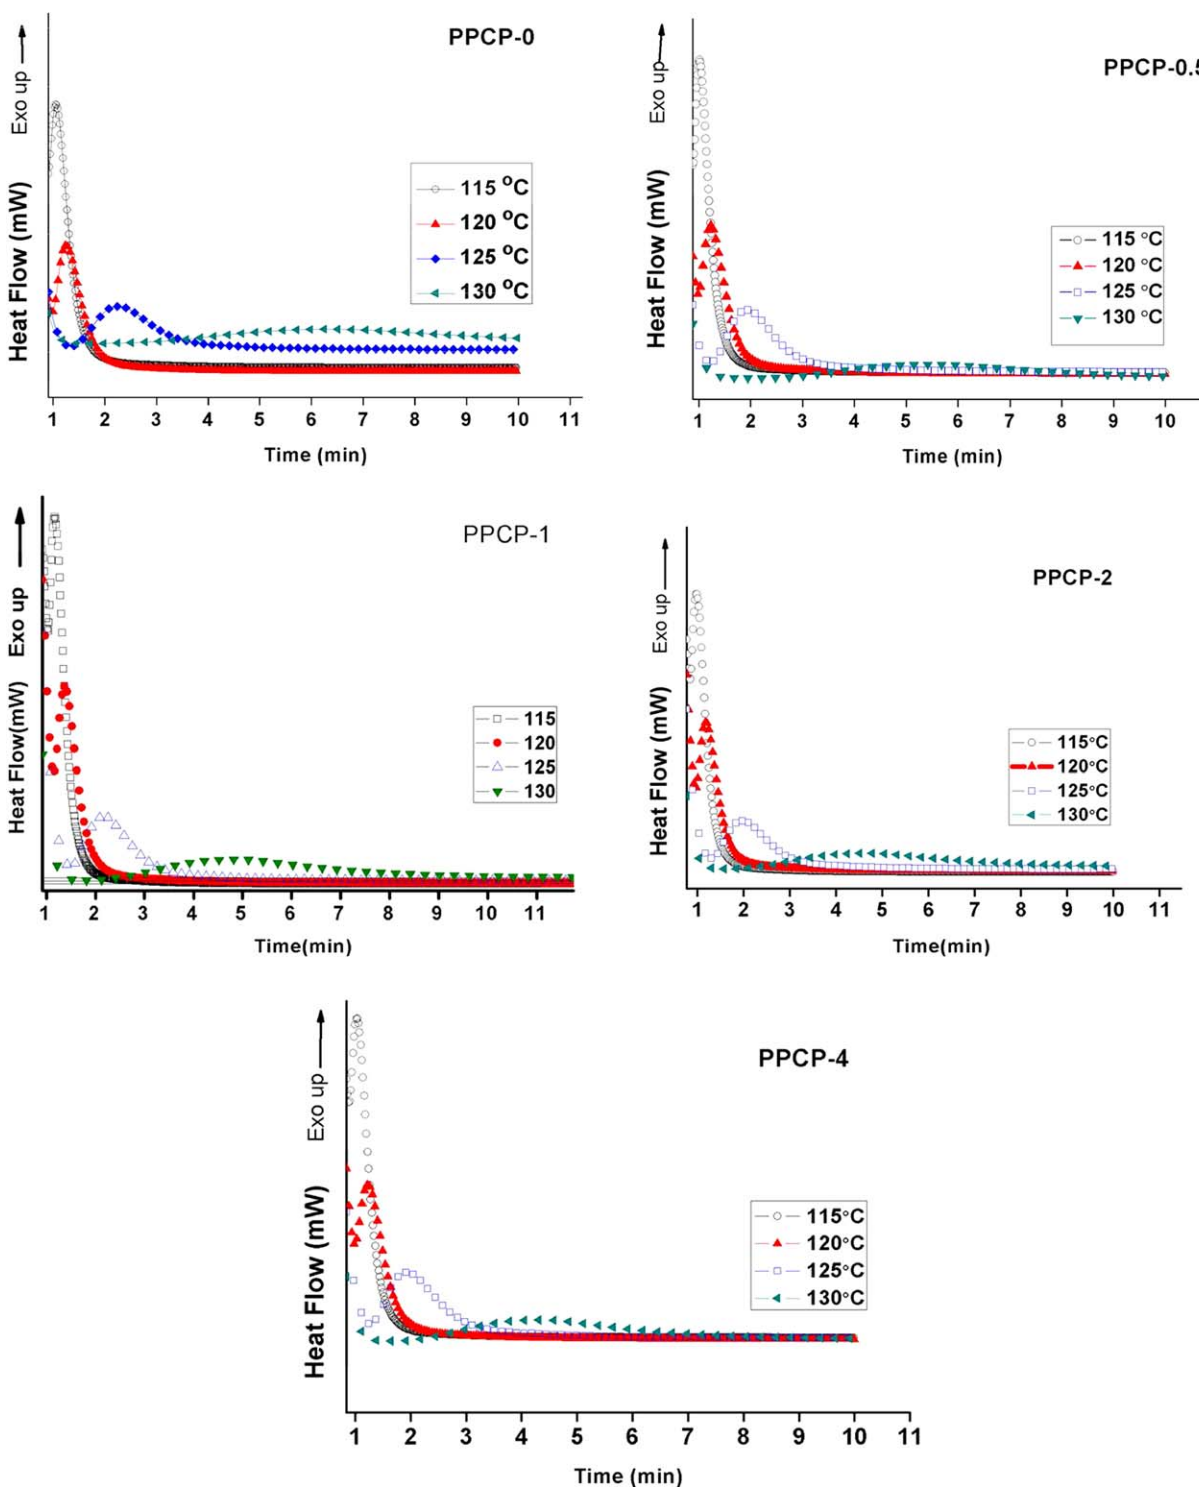 PPCP-0
Exo up
Heat Flow (mW)
115 °C
120 °C
125 °C
130 °C
1 2 3 4 5 6 7 8 9 10 11
Time (min)
PPCP-0.5
Exo up
Heat Flow (mW)
115 °C
120 °C
125 °C
130 °C
1 2 3 4 5 6 7 8 9 10
Time (min)
PPCP-1
Exo up
Heat Flow(mW)
115
120
125
130
1 2 3 4 5 6 7 8 9 10 11
Time(min)
PPCP-2
Exo up
Heat Flow (mW)
115°C
120°C
125°C
130°C
1 2 3 4 5 6 7 8 9 10 11
Time(min)
PPCP-4
Exo up
Heat Flow (mW)
115°C
120°C
125°C
130°C
1 2 3 4 5 6 7 8 9 10 11
Time (min)